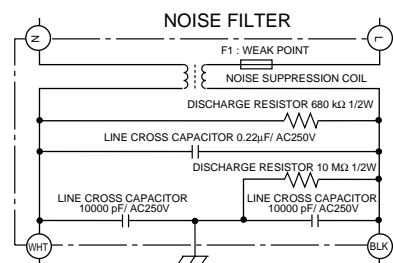 NOISE FILTER
N
L
F1 : WEAK POINT
NOISE SUPPRESSION COIL
DISCHARGE RESISTOR 680 kΩ 1/2W
LINE CROSS CAPACITOR 0.22µF/ AC250V
DISCHARGE RESISTOR 10 MΩ 1/2W
LINE CROSS CAPACITOR
10000 pF/ AC250V
LINE CROSS CAPACITOR
10000 pF/ AC250V
WHT
BLK